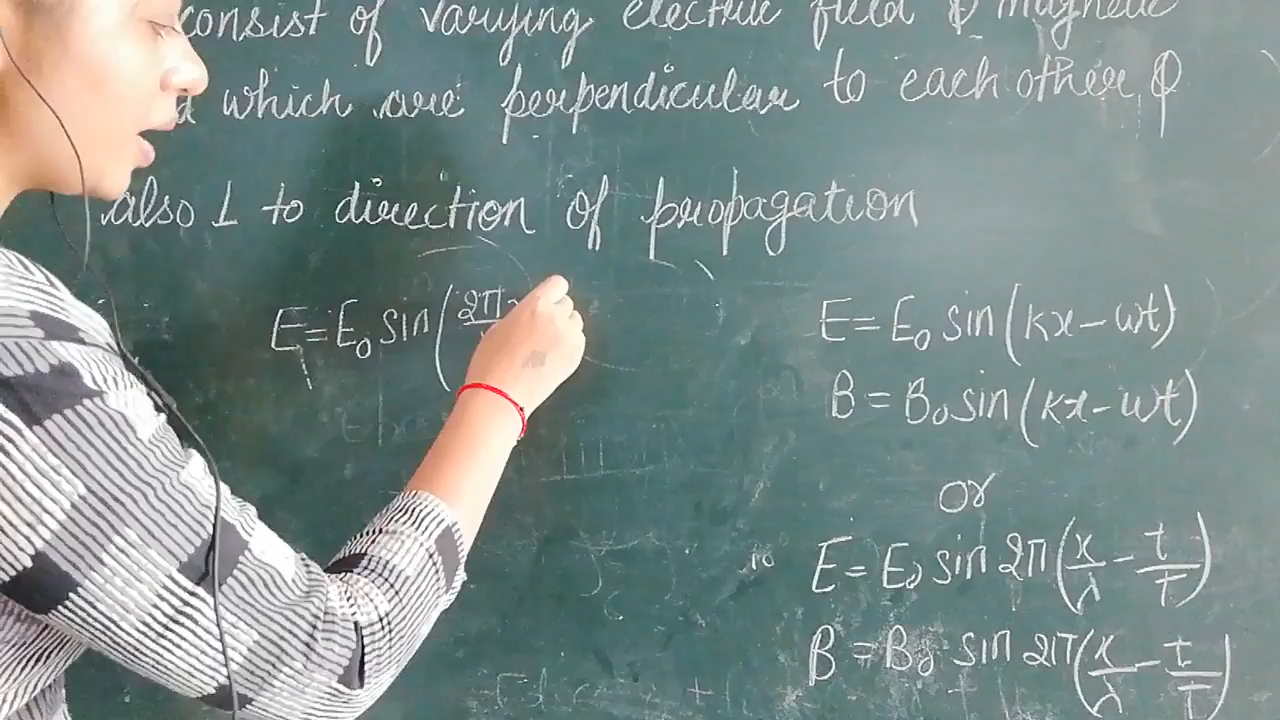 consist of varying electric field & magnetic
which are perpendicular to each other &
also ⊥ to direction of propagation
E = E₀ sin (2π
E = E₀ sin (kx - ωt)
B = B₀ sin (kx - ωt)
or
E = E₀ sin 2π (x/λ - t/T)
B = B₀ sin 2π (x/λ - t/T)